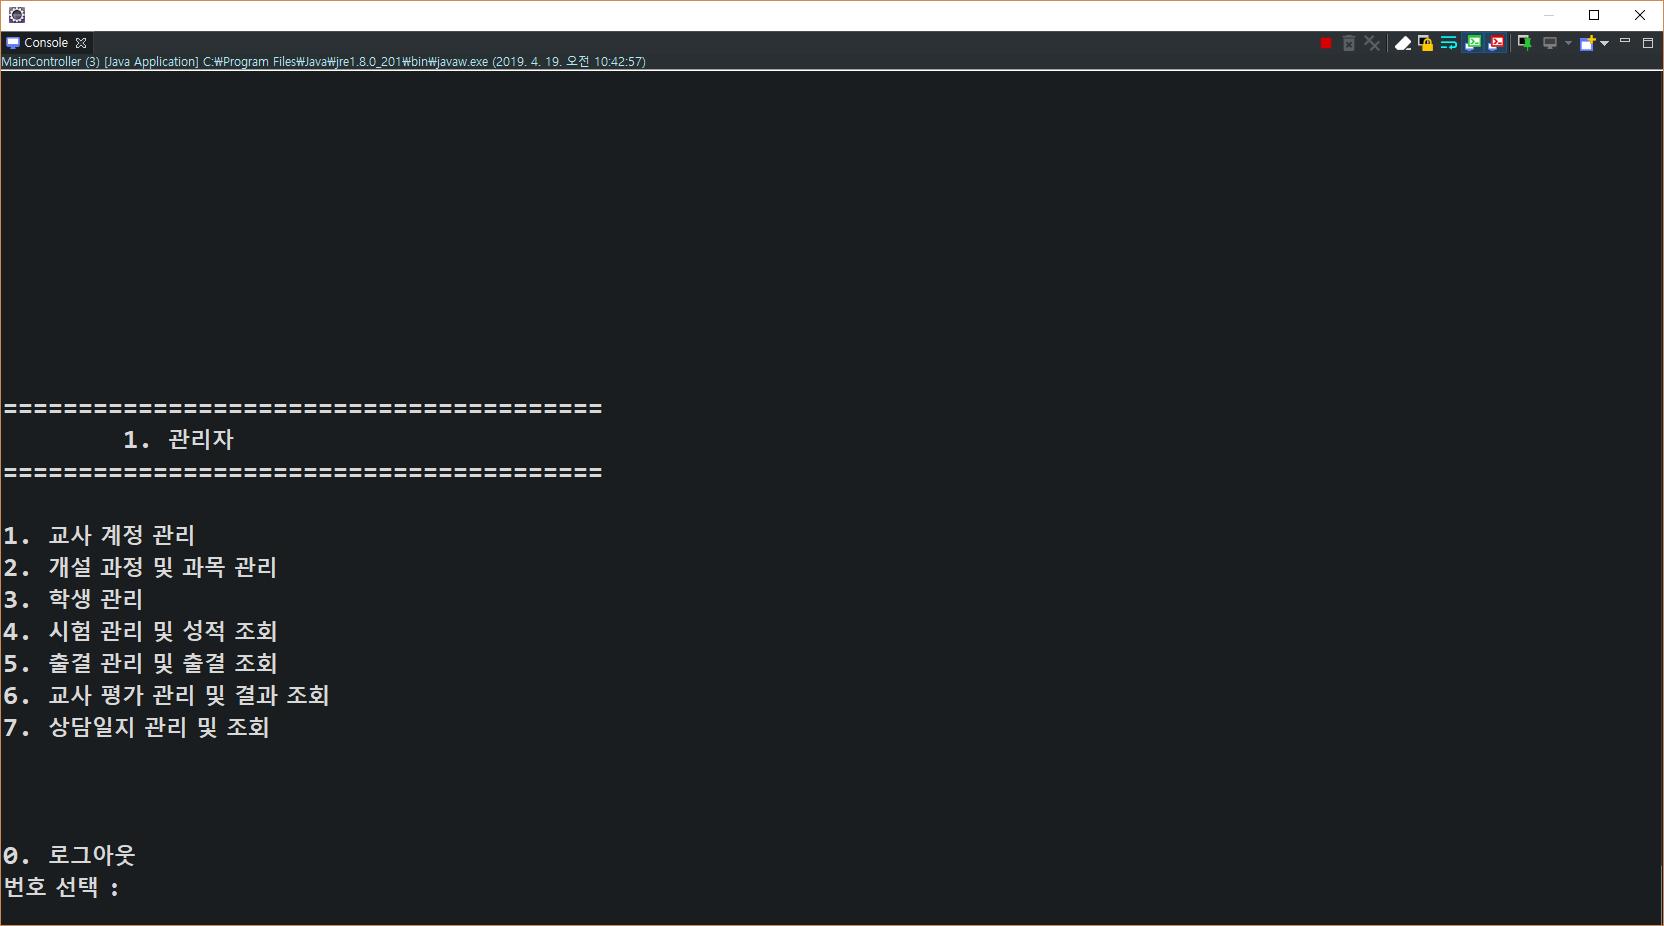 Console
MainController (3) [Java Application] C:₩Program Files₩Java₩jre1.8.0_201₩bin₩javaw.exe (2019. 4. 19. 오전 10:42:57)
========================================
1. 관리자
========================================
1. 교사 계정 관리
2. 개설 과정 및 과목 관리
3. 학생 관리
4. 시험 관리 및 성적 조회
5. 출결 관리 및 출결 조회
6. 교사 평가 관리 및 결과 조회
7. 상담일지 관리 및 조회
0. 로그아웃
번호 선택 :